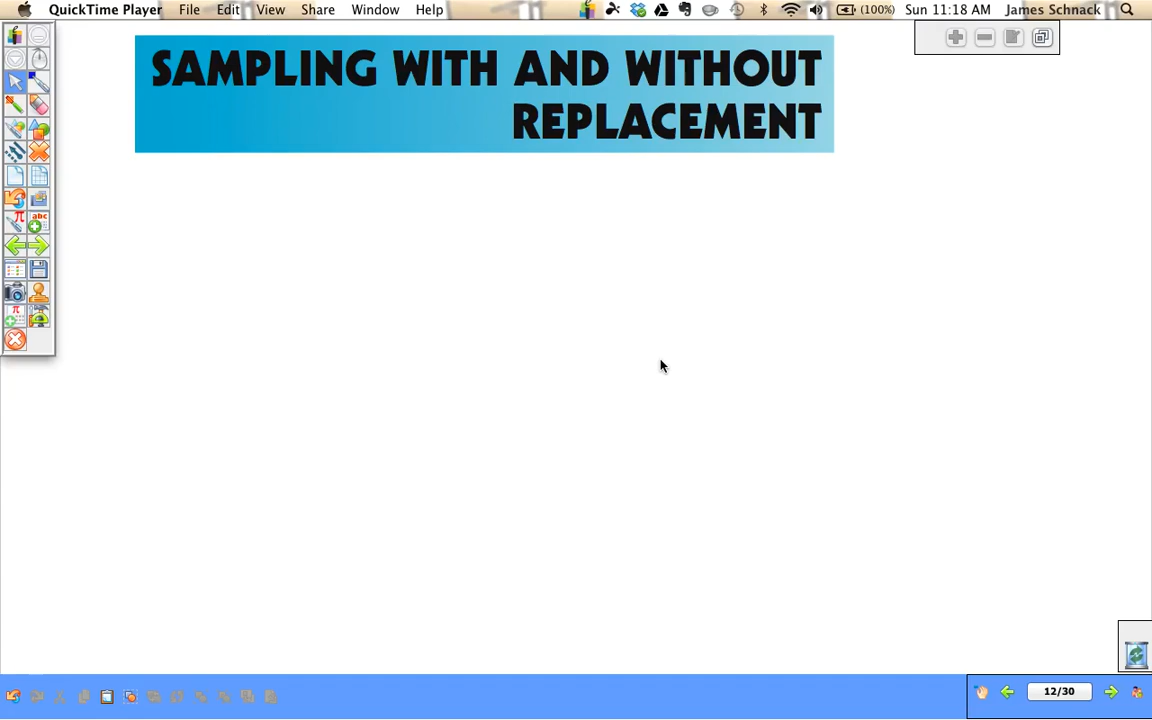 QuickTime Player File Edit View Share Window Help (100%) Sun 11:18 AM James Schnack
SAMPLING WITH AND WITHOUT
REPLACEMENT
π abc
π
12/30